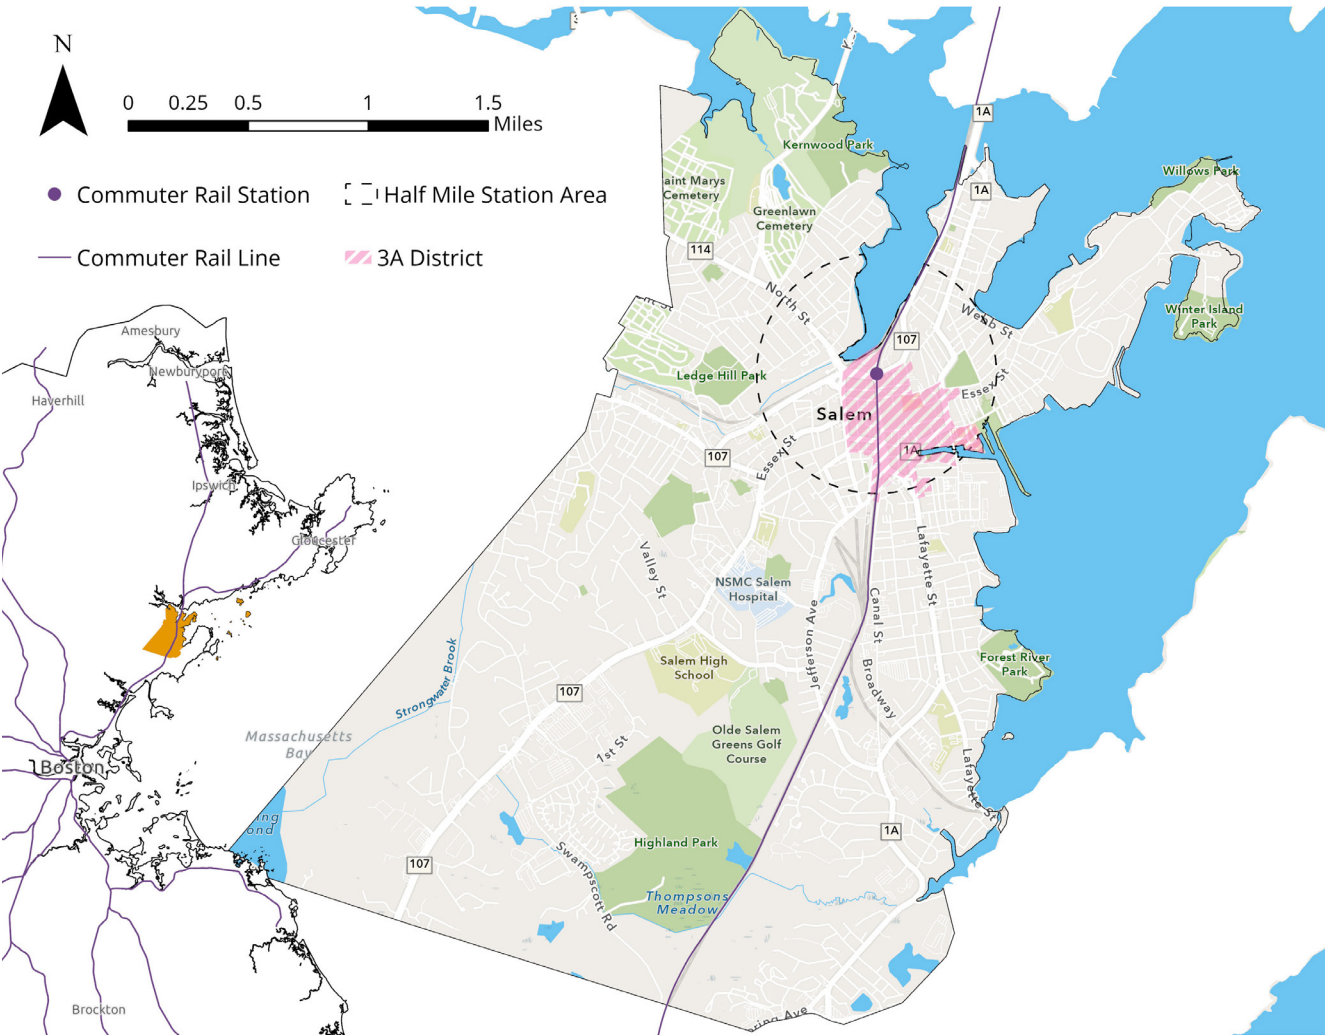 N
0 0.25 0.5 1 1.5
Miles
Commuter Rail Station
Half Mile Station Area
Commuter Rail Line
3A District
Amesbury
Newburyport
Haverhill
Ipswich
Gloucester
Massachusetts
Bay
Boston
Brockton
1A
Kernwood Park
aint Marys
Cemetery
Greenlawn
Cemetery
114
North St
1A
Willows Park
Winter Island
Park
Webb St
107
Ledge Hill Park
Essex St
Salem
1A
107
Essex St
Valley St
NSMC Salem
Hospital
Lafayette St
Canal St
Jefferson Ave
Broadway
Forest River
Park
Salem High
School
Strongwater Brook
107
Olde Salem
Greens Golf
Course
1st St
Lafayette St
ing
ond
1A
Highland Park
107
Swampscott Rd
Thompsons
Meadow
ring Ave